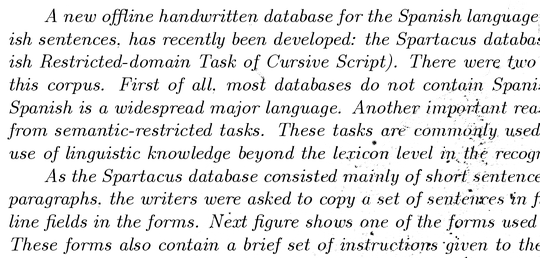 A new offline handwritten database for the Spanish language
ish sentences, has recently been developed: the Spartacus databas
ish Restricted-domain Task of Cursive Script). There were two
this corpus. First of all, most databases do not contain Spani
Spanish is a widespread major language. Another important rea
from semantic-restricted tasks. These tasks are commonly used
use of linguistic knowledge beyond the lexicon level in the recogn
As the Spartacus database consisted mainly of short sentence
paragraphs, the writers were asked to copy a set of sentences in f
line fields in the forms. Next figure shows one of the forms used
These forms also contain a brief set of instructions given to the